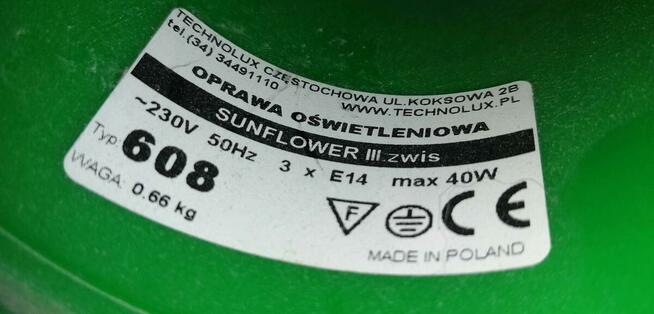 TECHNOLUX CZĘSTOCHOWA UL.KOKSOWA 2B
tel.(34) 34491110 WWW.TECHNOLUX.PL
OPRAWA OŚWIETLENIOWA
SUNFLOWER III.zwis
~230V 50Hz 3 x E14 max 40W
Typ 608
WAGA: 0.66 kg
F CE
MADE IN POLAND